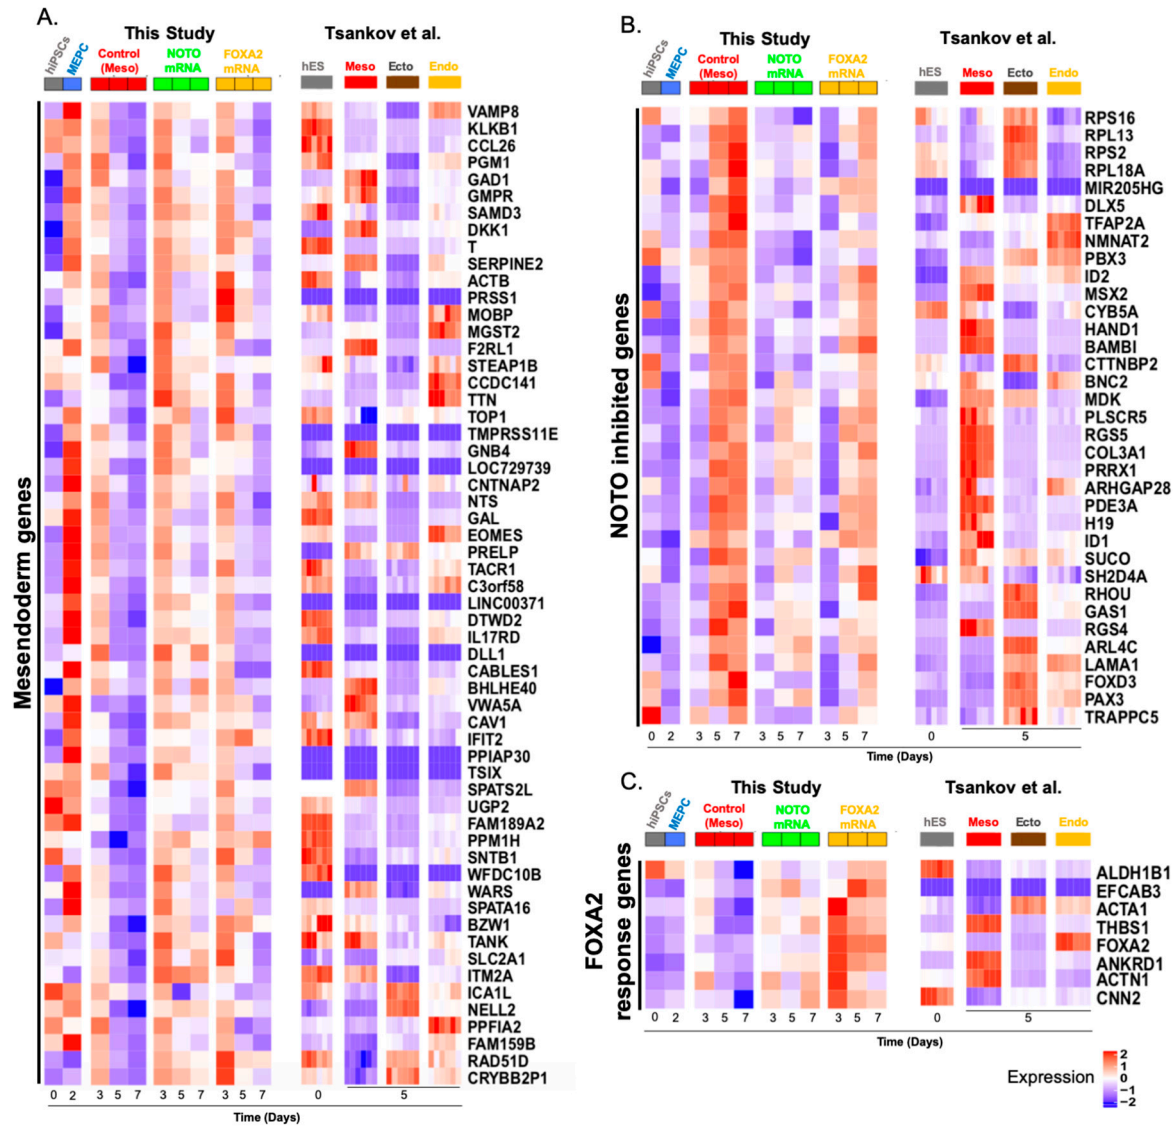 A.
This Study
Tsankov et al.
hiPSCs
MEPC
Control
(Meso)
NOTO
mRNA
FOXA2
mRNA
hES
Meso
Ecto
Endo
Mesendoderm genes
VAMP8
KLKB1
CCL26
PGM1
GAD1
GMPR
SAMD3
DKK1
T
SERPINE2
ACTB
PRSS1
MOBP
MGST2
F2RL1
STEAP1B
CCDC141
TTN
TOP1
TMPRSS11E
GNB4
LOC729739
CNTNAP2
NTS
GAL
EOMES
PRELP
TACR1
C3orf58
LINC00371
DTWD2
IL17RD
DLL1
CABLES1
BHLHE40
VWA5A
CAV1
IFIT2
PPIAP30
TSIX
SPATS2L
UGP2
FAM189A2
PPM1H
SNTB1
WFDC10B
WARS
SPATA16
BZW1
TANK
SLC2A1
ITM2A
ICA1L
NELL2
PPFIA2
FAM159B
RAD51D
CRYBB2P1
0 2 3 5 7 3 5 7 3 5 7 0 5
Time (Days)
B.
This Study
Tsankov et al.
hiPSCs
MEPC
Control
(Meso)
NOTO
mRNA
FOXA2
mRNA
hES
Meso
Ecto
Endo
NOTO inhibited genes
RPS16
RPL13
RPS2
RPL18A
MIR205HG
DLX5
TFAP2A
NMNAT2
PBX3
ID2
MSX2
CYB5A
HAND1
BAMBI
CTTNBP2
BNC2
MDK
PLSCR5
RGS5
COL3A1
PRRX1
ARHGAP28
PDE3A
H19
ID1
SUCO
SH2D4A
RHOU
GAS1
RGS4
ARL4C
LAMA1
FOXD3
PAX3
TRAPPC5
0 2 3 5 7 3 5 7 3 5 7 0 5
Time (Days)
C.
This Study
Tsankov et al.
hiPSCs
MEPC
Control
(Meso)
NOTO
mRNA
FOXA2
mRNA
hES
Meso
Ecto
Endo
FOXA2
response genes
ALDH1B1
EFCAB3
ACTA1
THBS1
FOXA2
ANKRD1
ACTN1
CNN2
0 2 3 5 7 3 5 7 3 5 7 0 5
Time (Days)
Expression
2
1
0
−1
−2